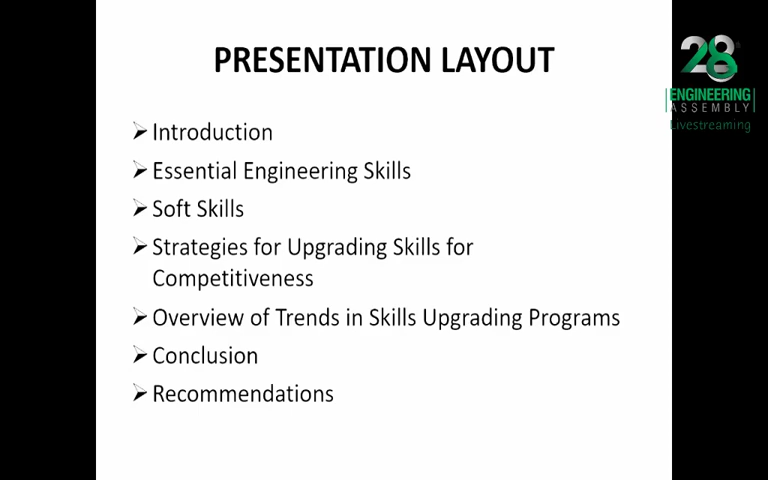 PRESENTATION LAYOUT
Introduction
Essential Engineering Skills
Soft Skills
Strategies for Upgrading Skills for
Competitiveness
Overview of Trends in Skills Upgrading Programs
Conclusion
Recommendations
28
ENGINEERING
ASSEMBLY
Livestreaming